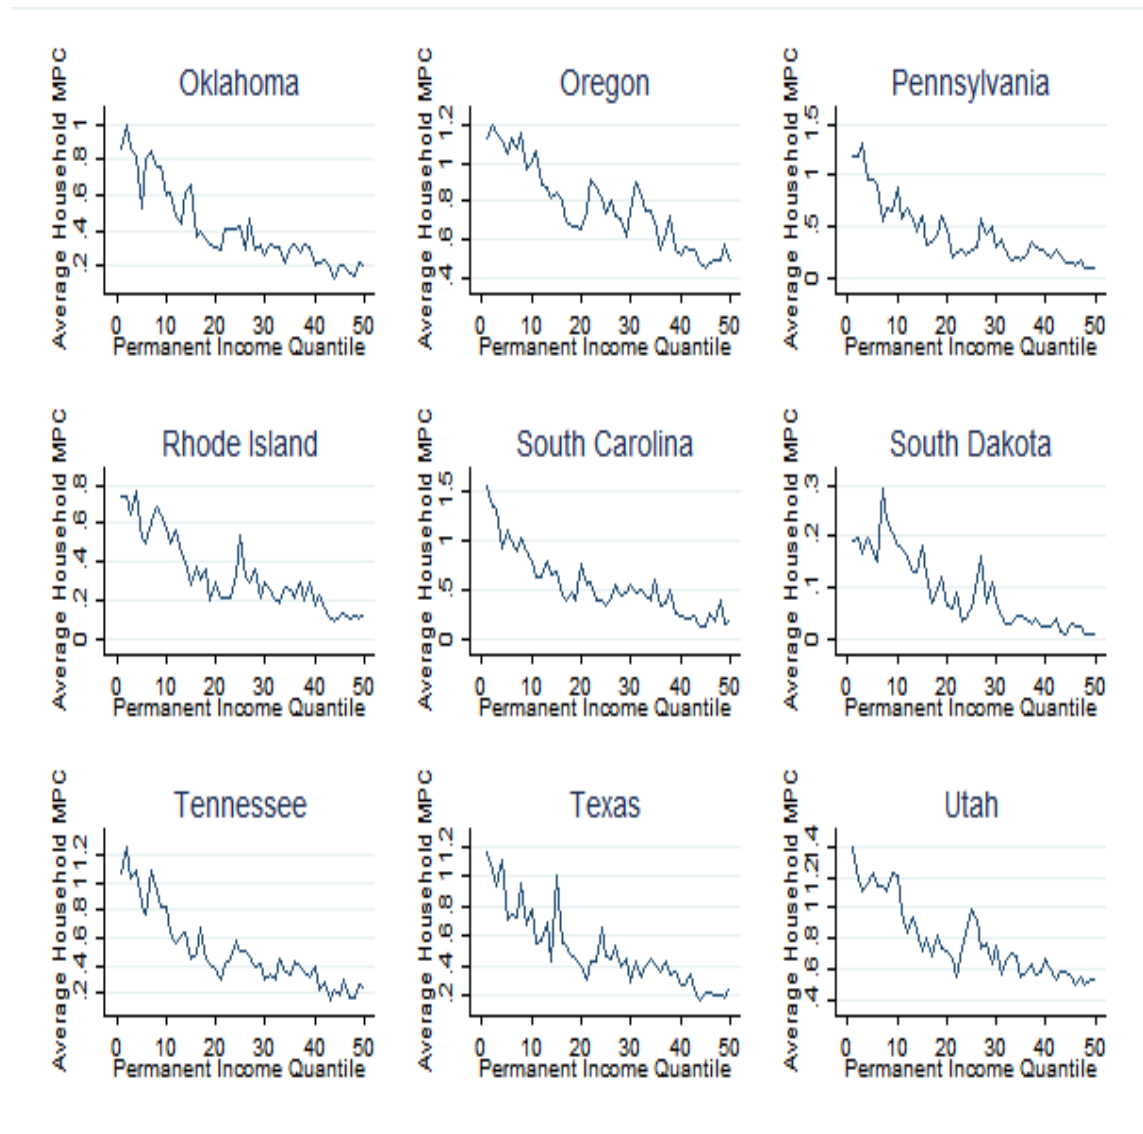 Oklahoma
Average Household MPC
.2 .4 .6 .8 1
0 10 20 30 40 50
Permanent Income Quantile
Oregon
Average Household MPC
.4 .6 .8 1 1.2
0 10 20 30 40 50
Permanent Income Quantile
Pennsylvania
Average Household MPC
0 .5 1 1.5
0 10 20 30 40 50
Permanent Income Quantile
Rhode Island
Average Household MPC
0 .2 .4 .6 .8
0 10 20 30 40 50
Permanent Income Quantile
South Carolina
Average Household MPC
0 .5 1 1.5
0 10 20 30 40 50
Permanent Income Quantile
South Dakota
Average Household MPC
0 .1 .2 .3
0 10 20 30 40 50
Permanent Income Quantile
Tennessee
Average Household MPC
.2 .4 .6 .8 1 1.2
0 10 20 30 40 50
Permanent Income Quantile
Texas
Average Household MPC
.2 .4 .6 .8 1 1.2
0 10 20 30 40 50
Permanent Income Quantile
Utah
Average Household MPC
.4 .6 .8 1 1.2 1.4
0 10 20 30 40 50
Permanent Income Quantile